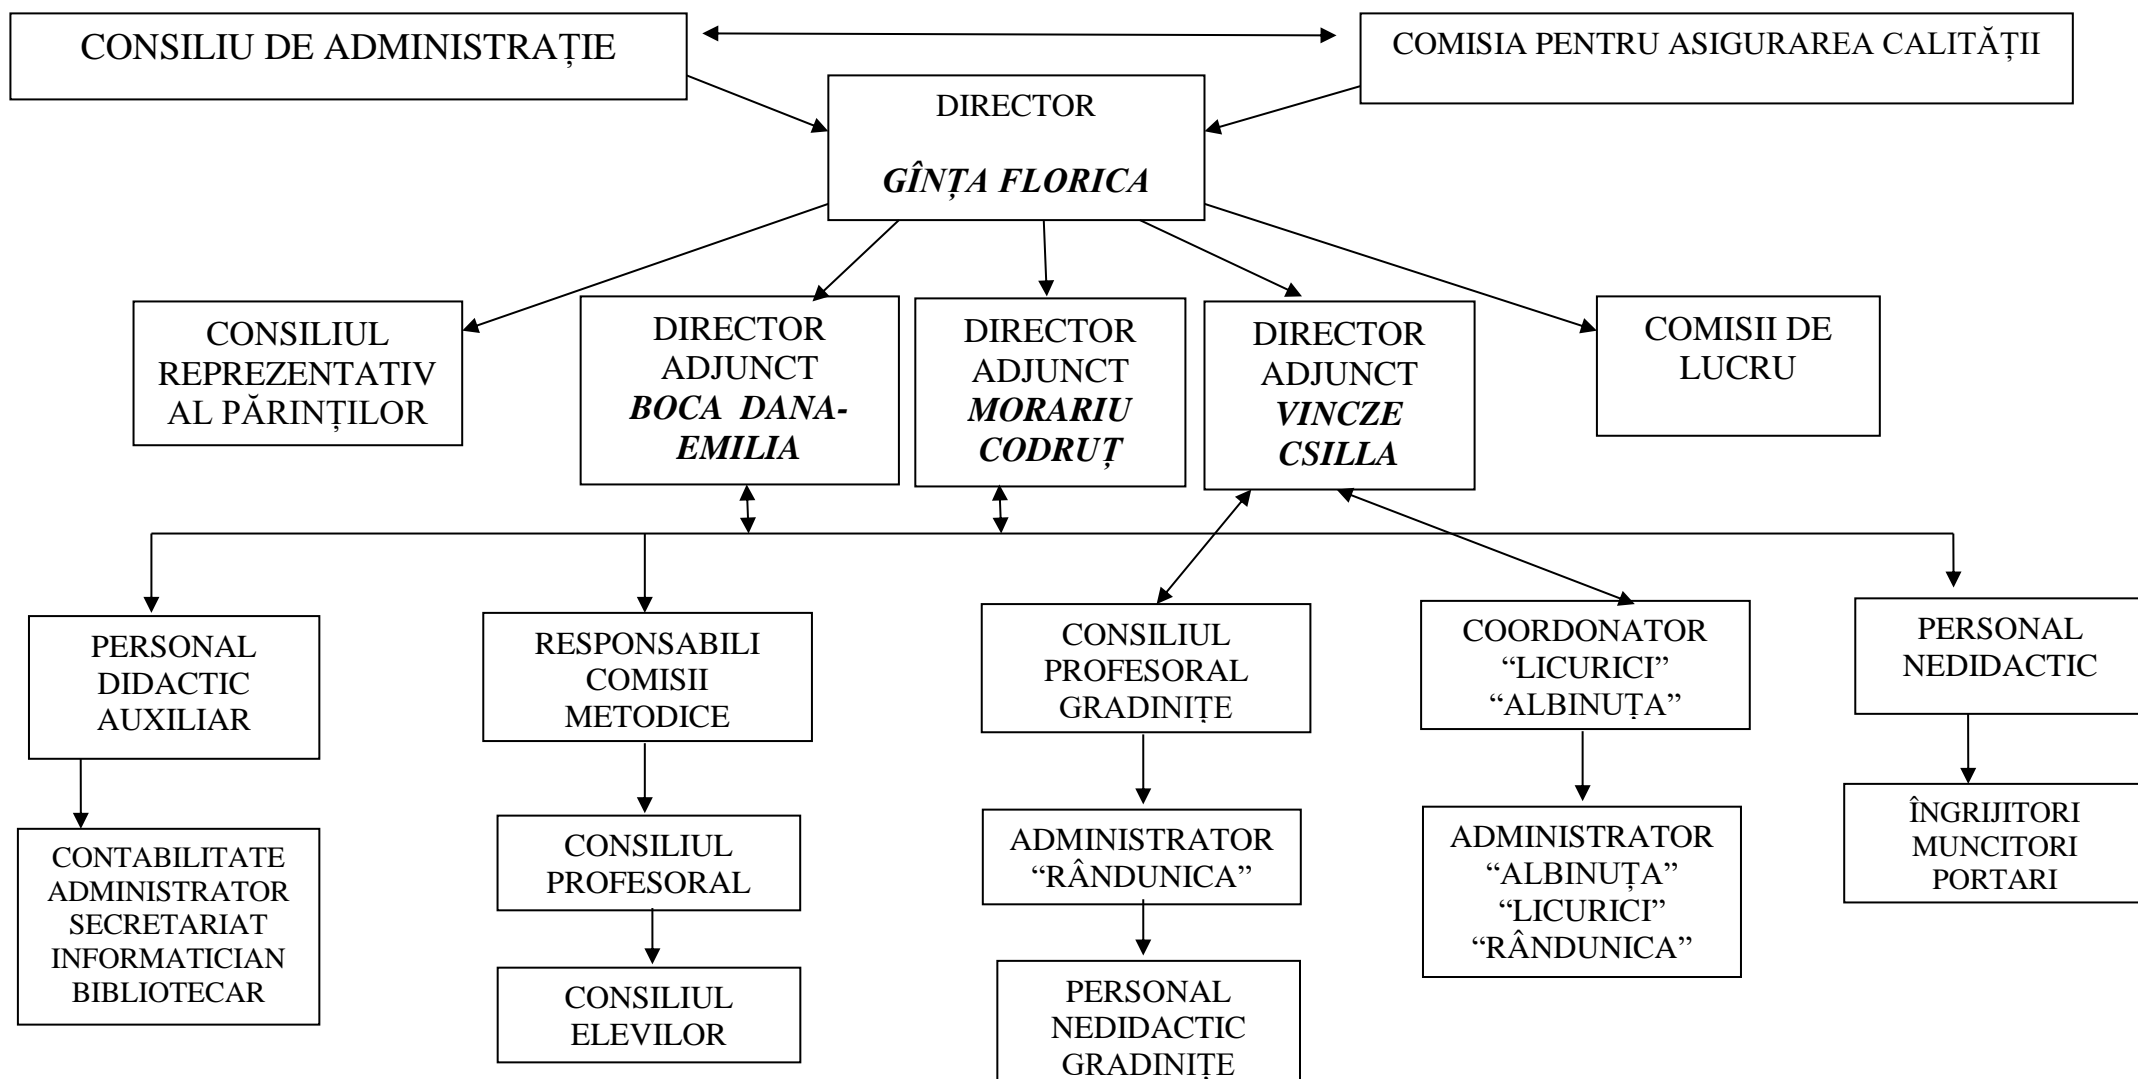 CONSILIU DE ADMINISTRAȚIE
COMISIA PENTRU ASIGURAREA CALITĂȚII
DIRECTOR
GÎNȚA FLORICA
CONSILIUL
REPREZENTATIV
AL PĂRINȚILOR
DIRECTOR
ADJUNCT
BOCA DANA-
EMILIA
DIRECTOR
ADJUNCT
MORARIU
CODRUȚ
DIRECTOR
ADJUNCT
VINCZE
CSILLA
COMISII DE
LUCRU
PERSONAL
DIDACTIC
AUXILIAR
RESPONSABILI
COMISII
METODICE
CONSILIUL
PROFESORAL
GRADINIȚE
COORDONATOR
“LICURICI”
“ALBINUȚA”
PERSONAL
NEDIDACTIC
CONTABILITATE
ADMINISTRATOR
SECRETARIAT
INFORMATICIAN
BIBLIOTECAR
CONSILIUL
PROFESORAL
ADMINISTRATOR
“RÂNDUNICA”
ADMINISTRATOR
“ALBINUȚA”
“LICURICI”
“RÂNDUNICA”
ÎNGRIJITORI
MUNCITORI
PORTARI
CONSILIUL
ELEVILOR
PERSONAL
NEDIDACTIC
GRADINIȚE